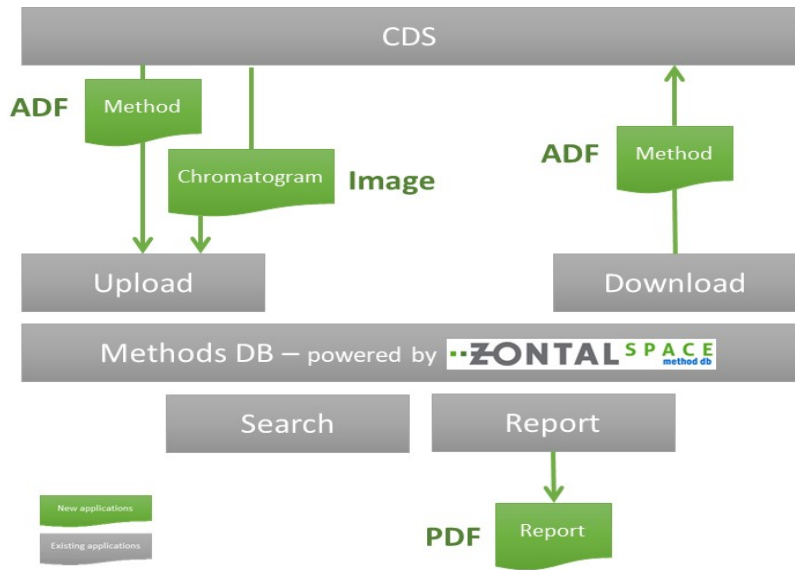 CDS
ADF
Method
Chromatogram
Image
ADF
Method
Upload
Download
Methods DB – powered by ZONTAL SPACE
method db
Search
Report
New applications
Existing applications
PDF
Report